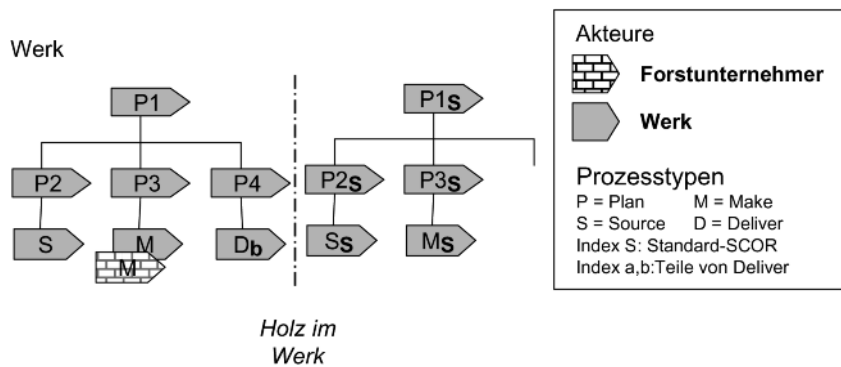 Werk
P1
P2
P3
P4
S
M
M
Db
P1S
P2S
P3S
SS
MS
Holz im
Werk
Akteure
Forstunternehmer
Werk
Prozesstypen
P = Plan M = Make
S = Source D = Deliver
Index S: Standard-SCOR
Index a,b:Teile von Deliver